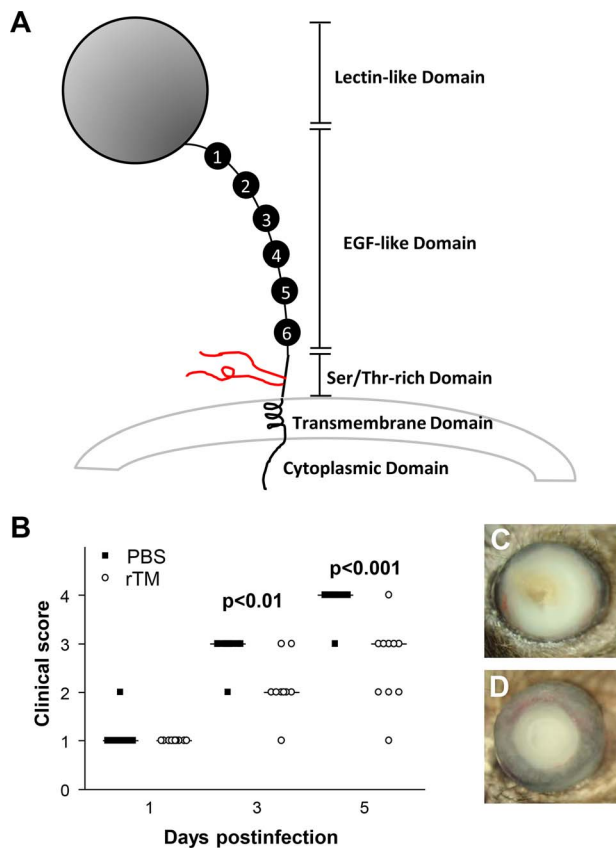 A
Lectin-like Domain
1
2
3
EGF-like Domain
4
5
6
Ser/Thr-rich Domain
Transmembrane Domain
Cytoplasmic Domain
B
PBS
rTM
p<0.01
p<0.001
Clinical score
4
3
2
1
0
1 3 5
Days postinfection
C
D